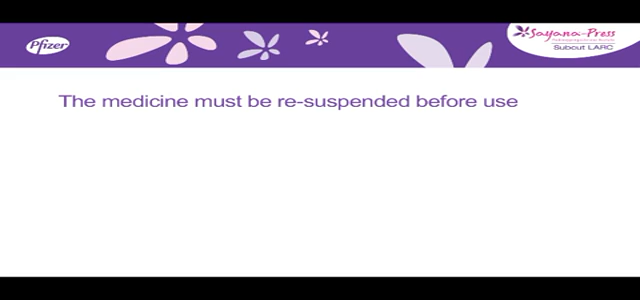 Pfizer
Sayana-Press
Subcut LARC
The medicine must be re-suspended before use